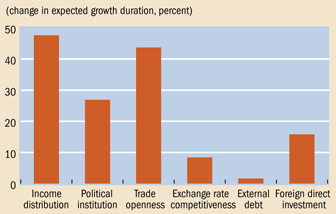 (change in expected growth duration, percent)
50
40
30
20
10
0
Income Political Trade Exchange rate External Foreign direct
distribution institution openness competitiveness debt investment